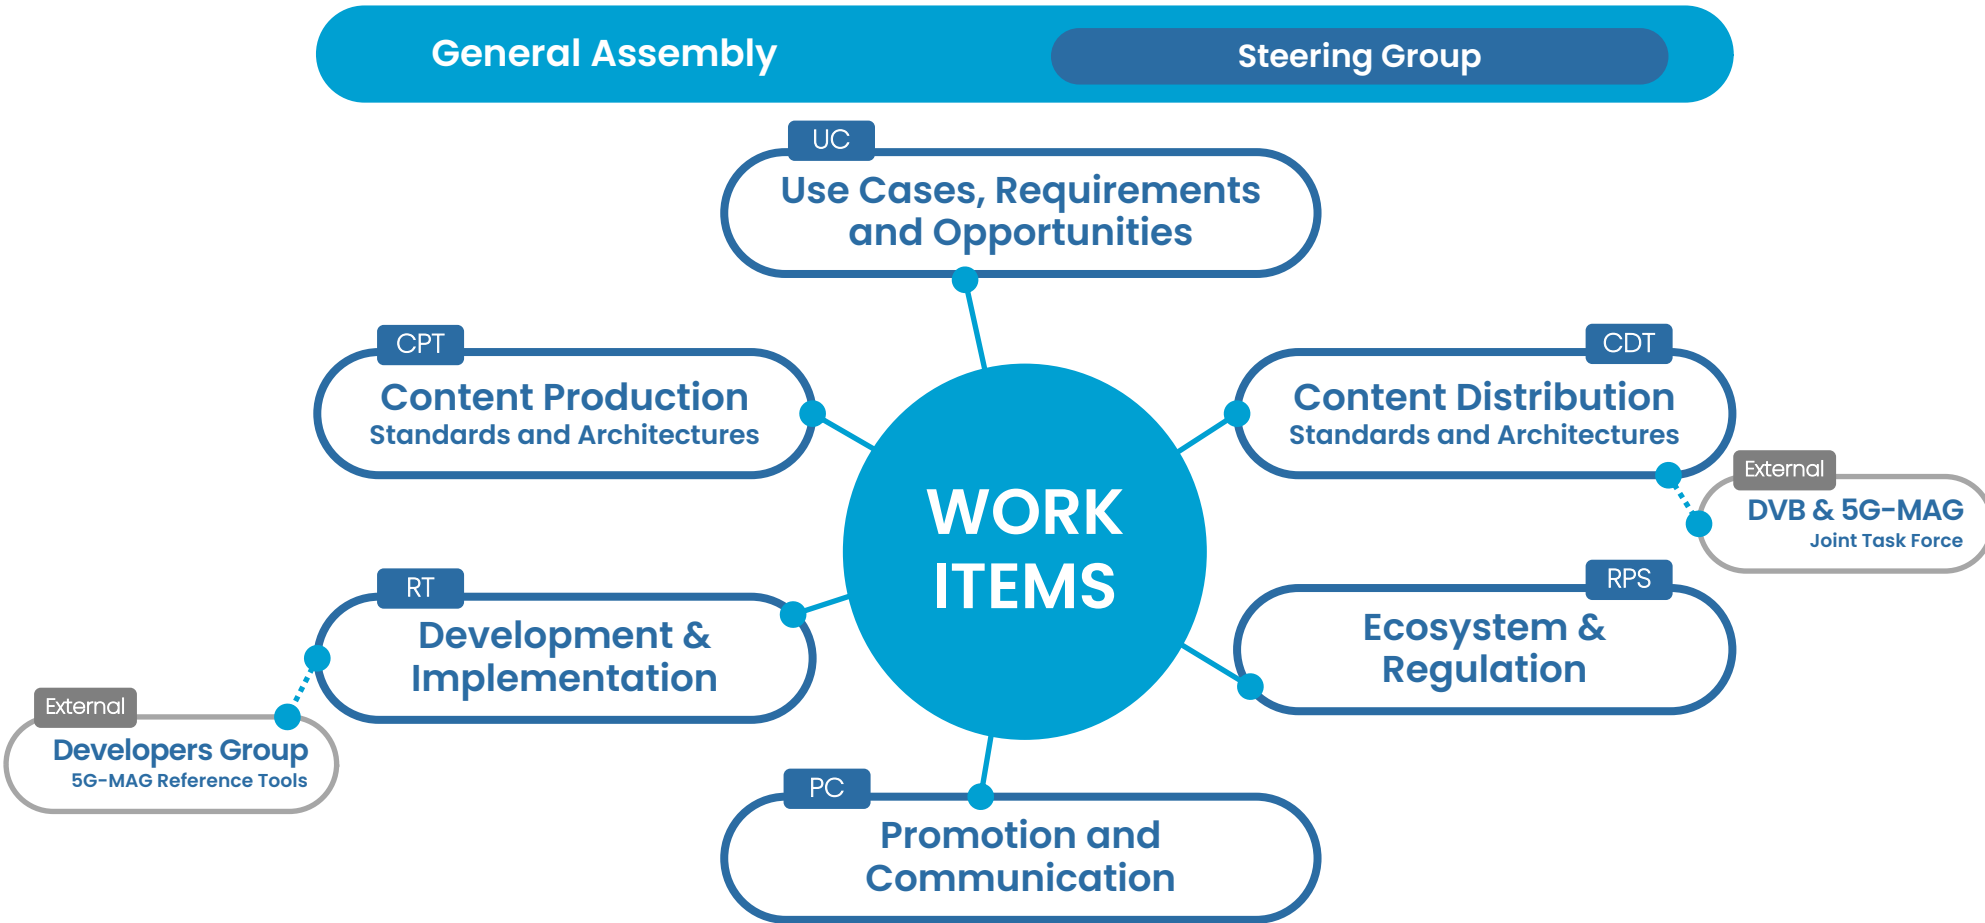 General Assembly
Steering Group
UC
Use Cases, Requirements
and Opportunities
CPT
Content Production
Standards and Architectures
CDT
Content Distribution
Standards and Architectures
External
DVB & 5G-MAG
Joint Task Force
WORK
ITEMS
RT
Development &
Implementation
RPS
Ecosystem &
Regulation
External
Developers Group
5G-MAG Reference Tools
PC
Promotion and
Communication